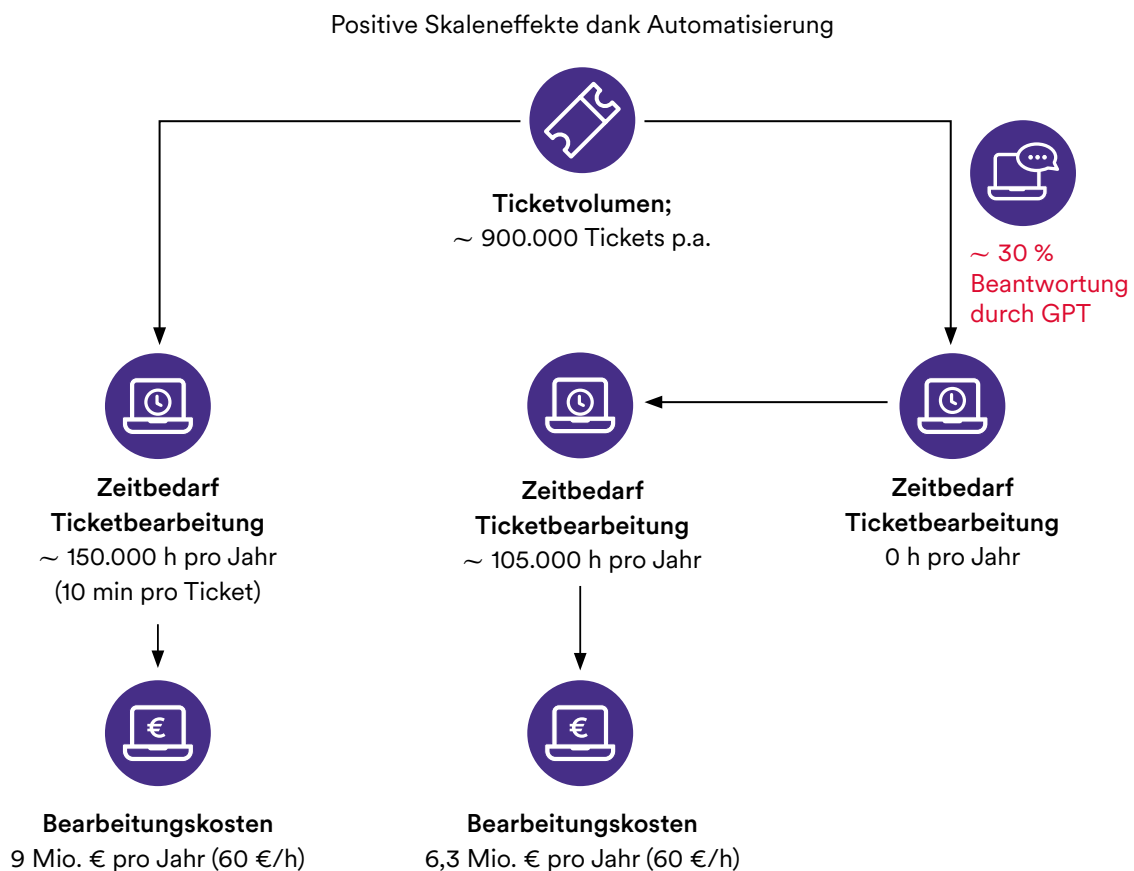 Positive Skaleneffekte dank Automatisierung
Ticketvolumen;
~ 900.000 Tickets p.a.
~ 30 %
Beantwortung
durch GPT
Zeitbedarf
Ticketbearbeitung
~ 150.000 h pro Jahr
(10 min pro Ticket)
Zeitbedarf
Ticketbearbeitung
~ 105.000 h pro Jahr
Zeitbedarf
Ticketbearbeitung
0 h pro Jahr
€
Bearbeitungskosten
9 Mio. € pro Jahr (60 €/h)
€
Bearbeitungskosten
6,3 Mio. € pro Jahr (60 €/h)